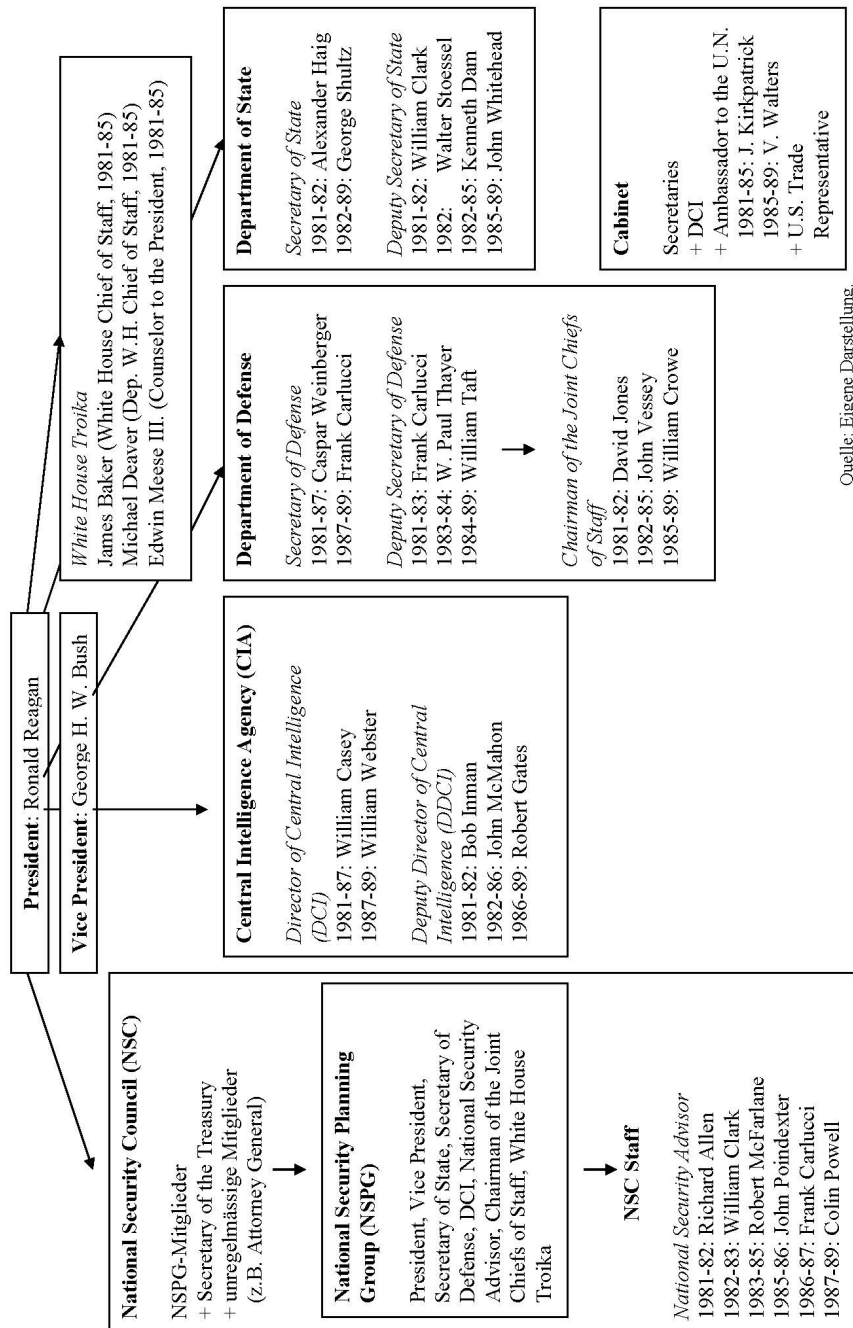 President: Ronald Reagan
Vice President: George H. W. Bush
White House Troika
James Baker (White House Chief of Staff, 1981-85)
Michael Deaver (Dep. W.H. Chief of Staff, 1981-85)
Edwin Meese III. (Counselor to the President, 1981-85)
National Security Council (NSC)
NSPG-Mitglieder
+ Secretary of the Treasury
+ unregelmässige Mitglieder
(z.B. Attorney General)
National Security Planning
Group (NSPG)
President, Vice President,
Secretary of State, Secretary of
Defense, DCI, National Security
Advisor, Chairman of the Joint
Chiefs of Staff, White House
Troika
NSC Staff
National Security Advisor
1981-82: Richard Allen
1982-83: William Clark
1983-85: Robert McFarlane
1985-86: John Poindexter
1986-87: Frank Carlucci
1987-89: Colin Powell
Central Intelligence Agency (CIA)
Director of Central Intelligence
(DCI)
1981-87: William Casey
1987-89: William Webster
Deputy Director of Central
Intelligence (DDCI)
1981-82: Bob Inman
1982-86: John McMahon
1986-89: Robert Gates
Department of Defense
Secretary of Defense
1981-87: Caspar Weinberger
1987-89: Frank Carlucci
Deputy Secretary of Defense
1981-83: Frank Carlucci
1983-84: W. Paul Thayer
1984-89: William Taft
Chairman of the Joint Chiefs
of Staff
1981-82: David Jones
1982-85: John Vessey
1985-89: William Crowe
Department of State
Secretary of State
1981-82: Alexander Haig
1982-89: George Shultz
Deputy Secretary of State
1981-82: William Clark
1982: Walter Stoessel
1982-85: Kenneth Dam
1985-89: John Whitehead
Cabinet
Secretaries
+ DCI
+ Ambassador to the U.N.
1981-85: J. Kirkpatrick
1985-89: V. Walters
+ U.S. Trade
Representative
Quelle: Eigene Darstellung.